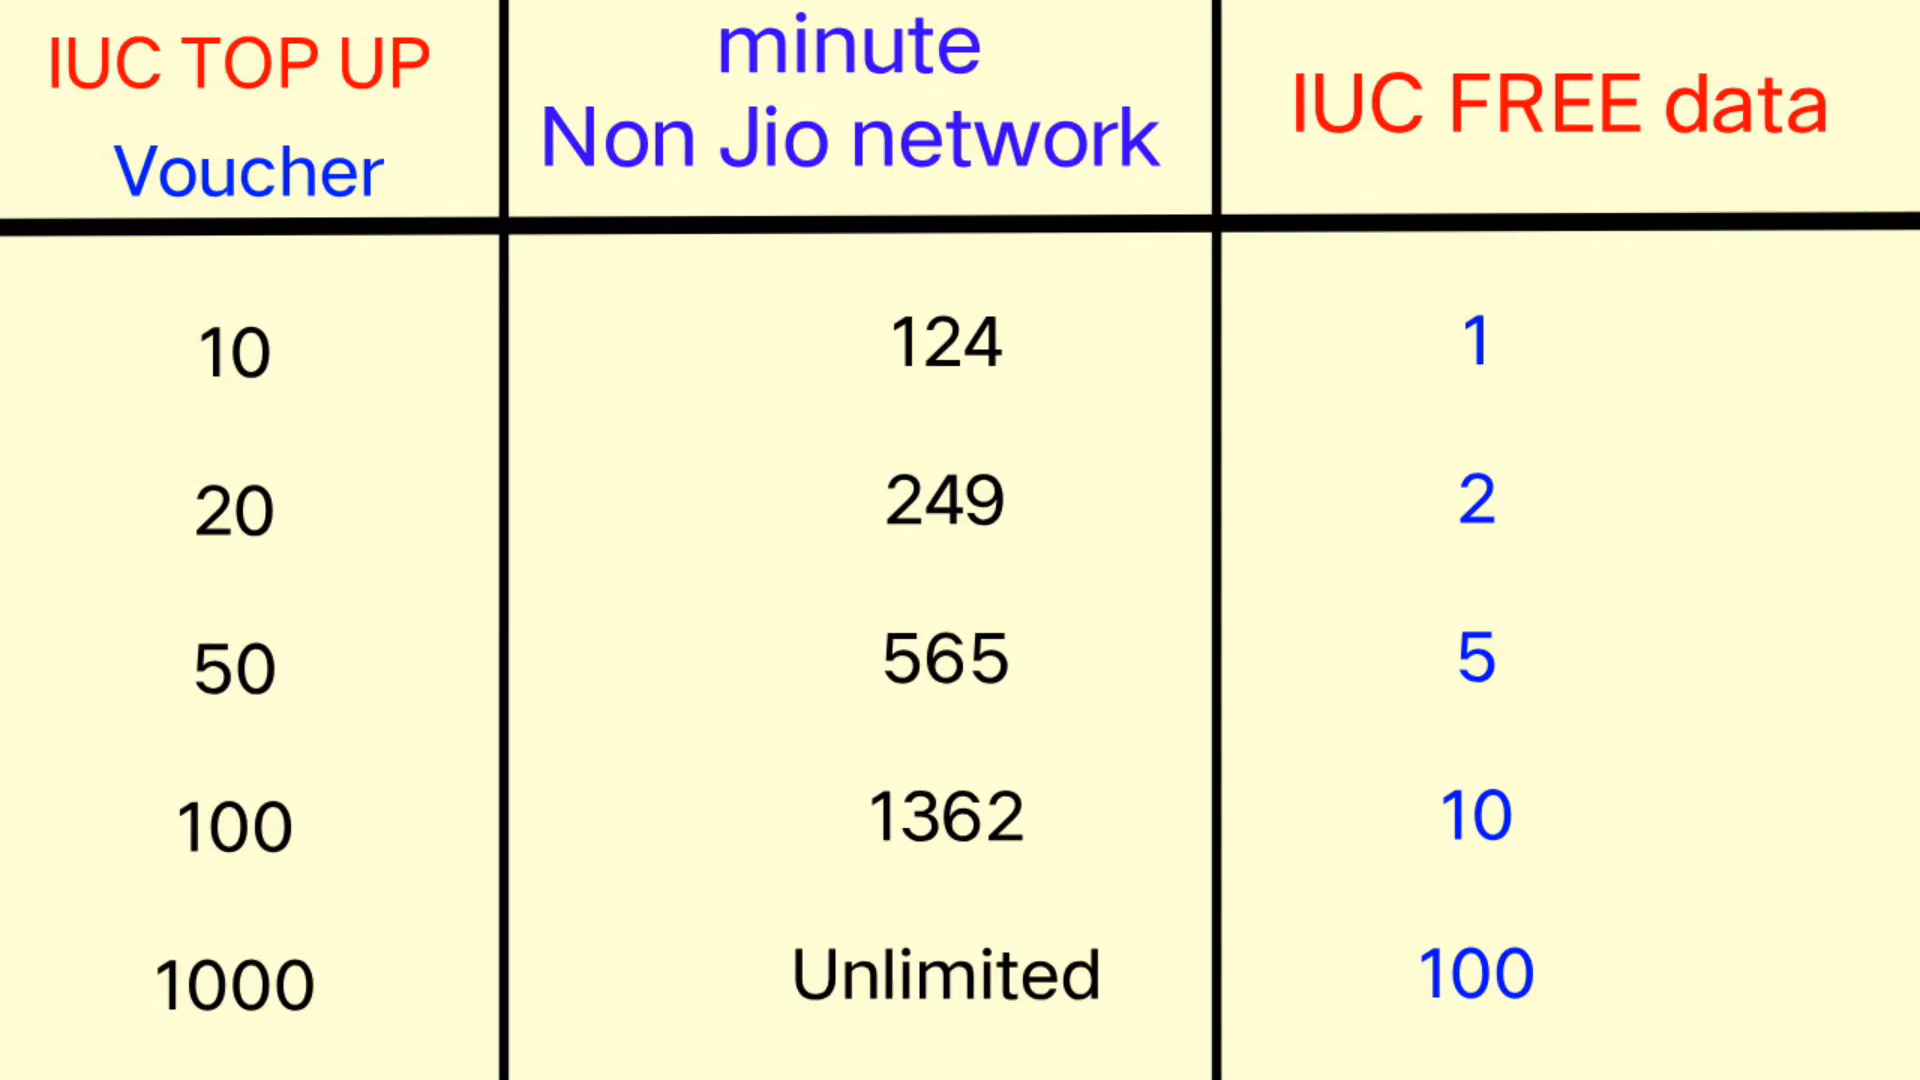 IUC TOP UP
Voucher
minute
Non Jio network
IUC FREE data
10 124 1
20 249 2
50 565 5
100 1362 10
1000 Unlimited 100